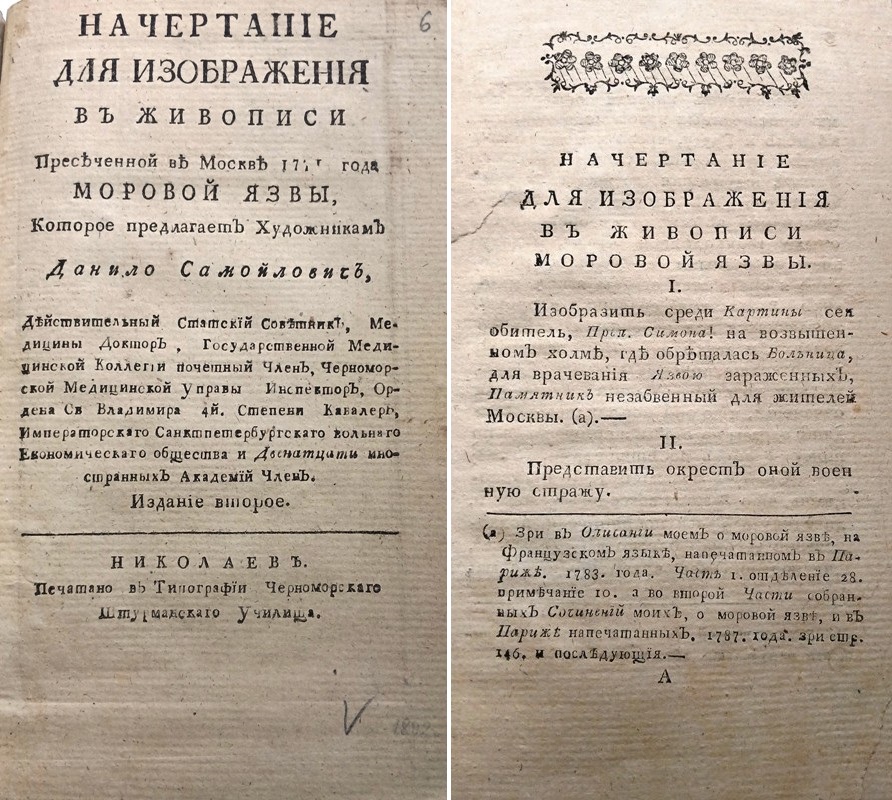 6
НАЧЕРТАНІЕ
ДЛЯ ИЗОБРАЖЕНІЯ
ВЪ ЖИВОПИСИ
Пресѣченной вѣ Москвѣ года
МОРОВОЙ ЯЗВЫ,
Которое предлагаетЪ ХудожникамЪ
Данило Самойловичь,
Дѣйствительный Статскій СовѣтникЪ, Ме-
дицины ДокторЪ, Государственной Меди-
цинской Коллегіи почетный ЧленЪ, Черномор-
ской Медицинской Управы ИнспекторЪ, Ор-
дена Св Владимира 4й. Степени КавалерЪ,
Императорскаго Санктпетербургскаго вольнаго
Економическаго общества и Двенатцати ино-
странныхЪ Академій ЧленЪ.
Изданіе второе.
НИКОЛАЕВЪ.
Печатано вЪ Типографіи Черноморскаго
Штурманскаго Училища.
НАЧЕРТАНІЕ
ДЛЯ ИЗОБРАЖЕНІЯ
ВЪ ЖИВОПИСИ
МОРОВОЙ ЯЗВЫ.
I.
Изобразить среди Картины сея
обитель, Преп. Симона! на возвышен-
номЪ холмѣ, гдѣ обрѣталась Больница,
для врачеванія Язвою зараженныхЪ,
ПамятникЪ незабвенный для жителей
Москвы. (а).—
II.
Представить окрестЪ оной воен
ную стражу.
(а) Зри вЪ Описаніи моемЪ о моровой язвѣ, на
ФранцузскомЪ языкѣ, напечатанномЪ вЪ Па-
рижѣ. 1783. года. Часть 1. отдѣленіе 28.
примѣчаніе 10. а во второй Части собран-
ныхЪ Сочиненій моихЪ, о моровой язвѣ, и вЪ
Парижѣ напечатанныхЪ. 1787. года. зри стр.
146. и послѣдующія.—
А